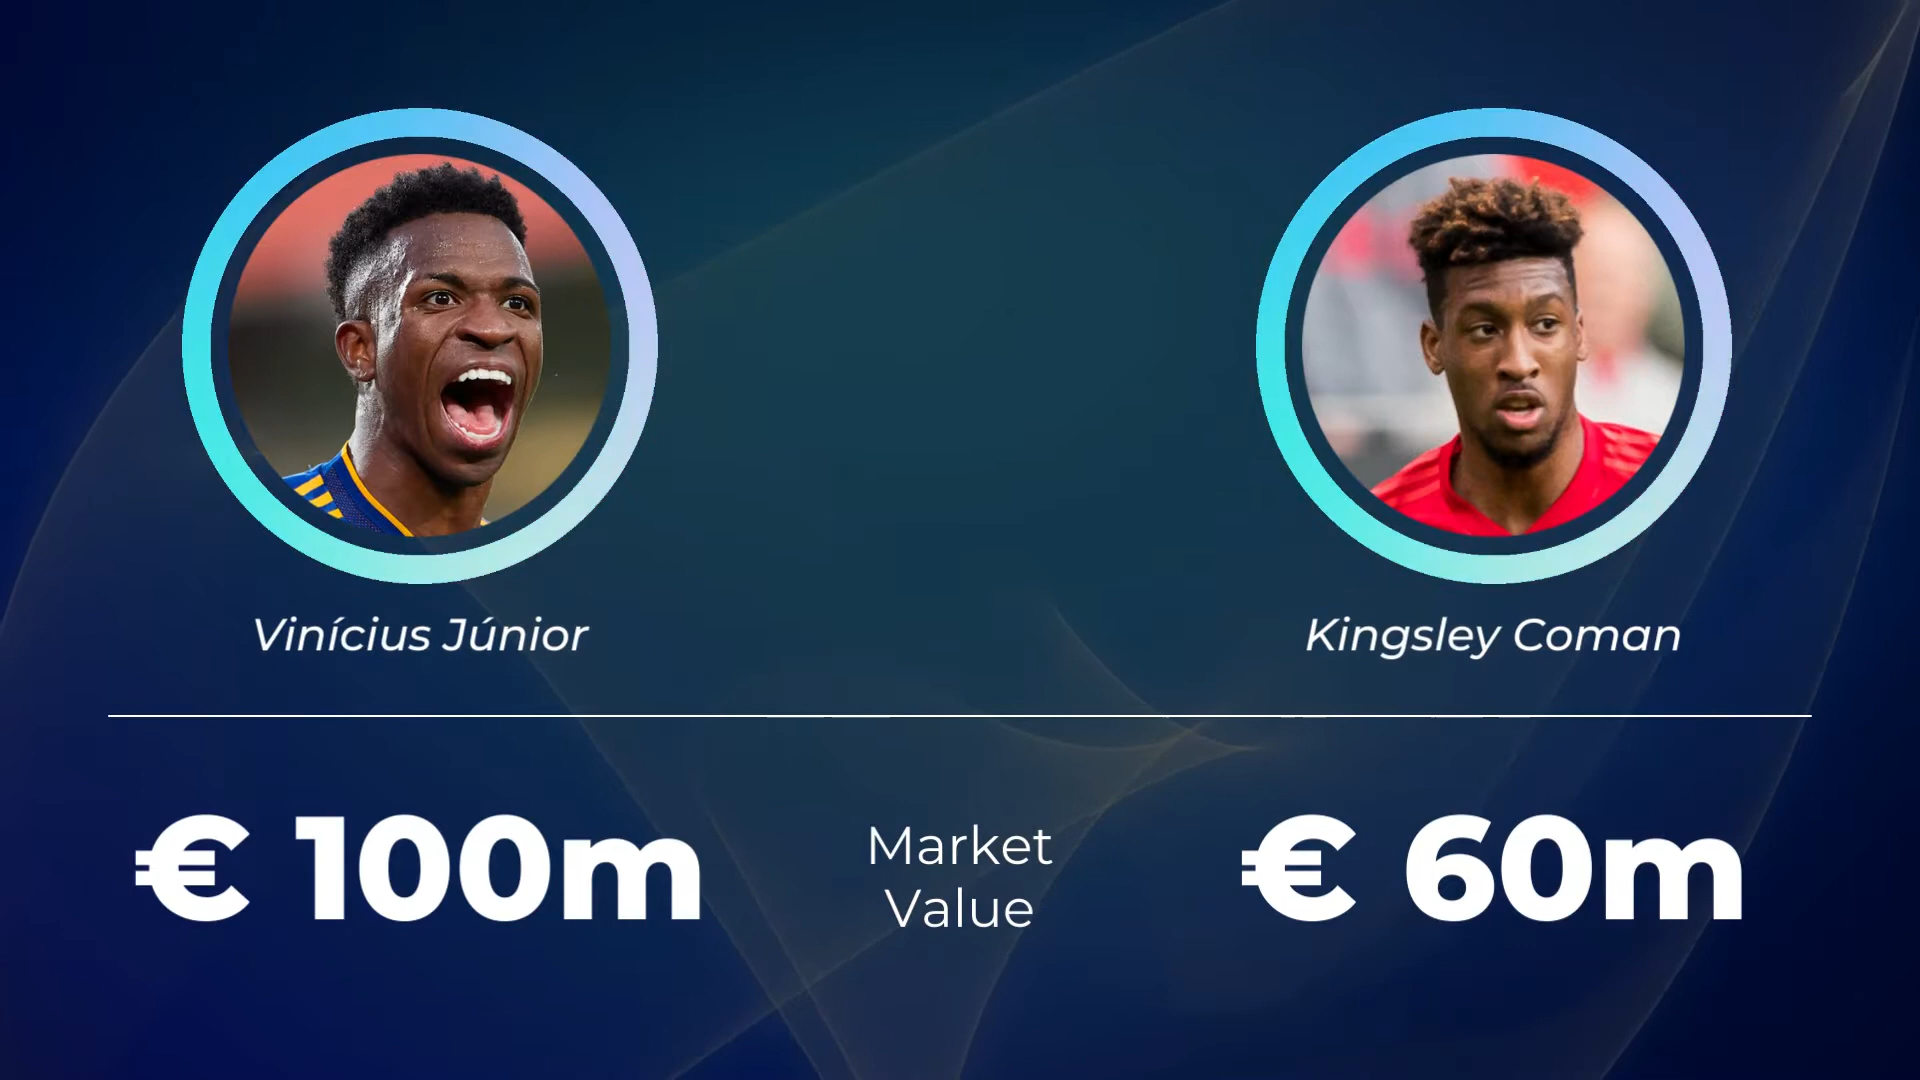 Vinícius Júnior
Kingsley Coman
€ 100m
Market
Value
€ 60m